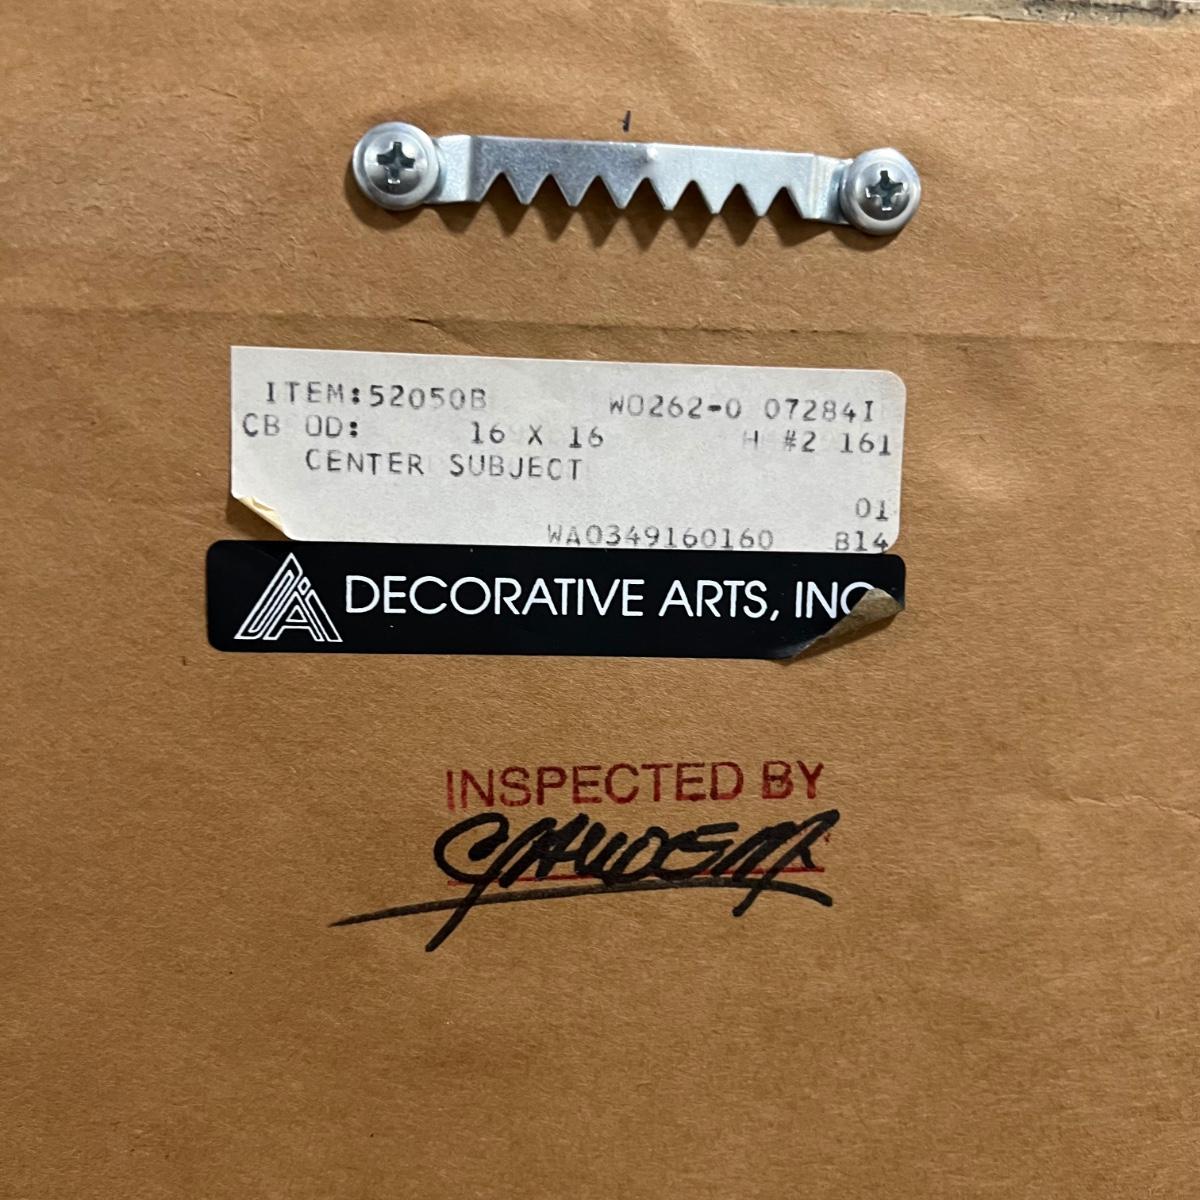 ITEM:52050B W0262-0 07284I
CB OD: 16 X 16 H #2 161
CENTER SUBJECT
01
WA0349160160 B14
DECORATIVE ARTS, INC
INSPECTED BY